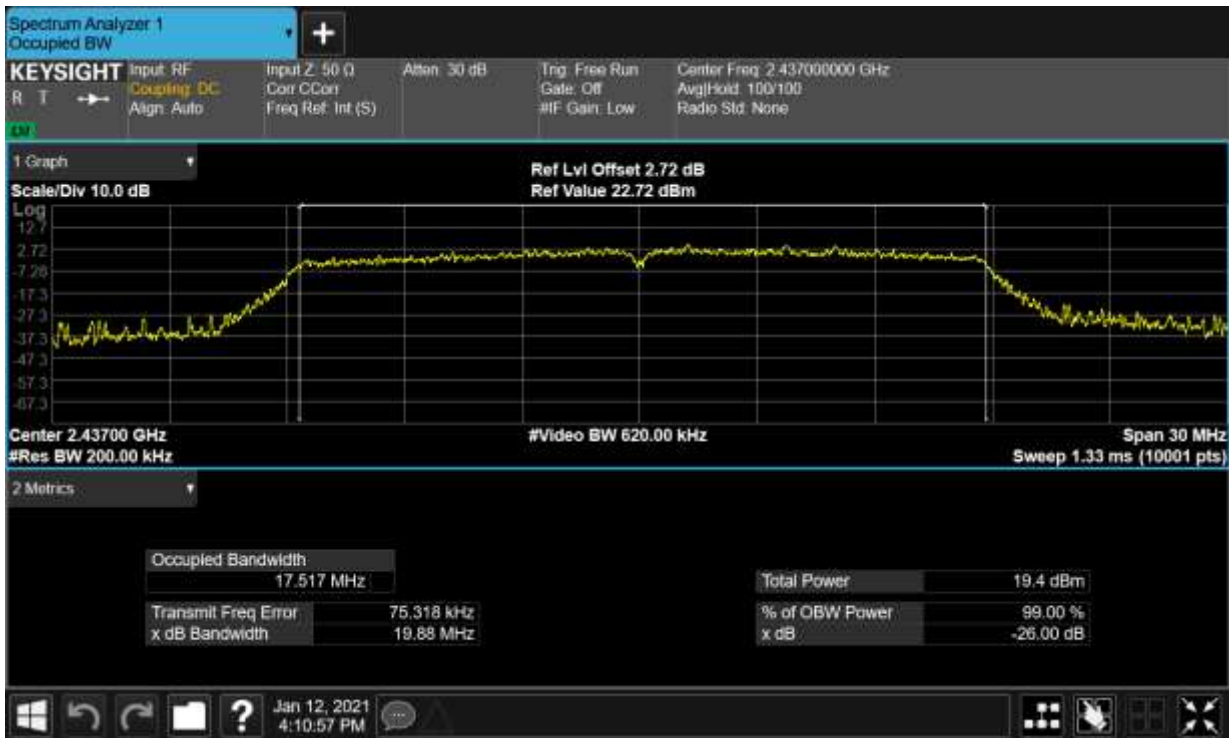 Spectrum Analyzer 1
Occupied BW
+
KEYSIGHT
R T
Input: RF
Coupling: DC
Align: Auto
Input Z: 50 Ω
Corr CCorr
Freq Ref: Int (S)
Atten: 30 dB
Trig: Free Run
Gate: Off
#IF Gain: Low
Center Freq: 2.437000000 GHz
Avg|Hold: 100/100
Radio Std: None
1 Graph
Scale/Div 10.0 dB
Ref Lvl Offset 2.72 dB
Ref Value 22.72 dBm
Log
12.7
2.72
-7.28
-17.3
-27.3
-37.3
-47.3
-57.3
-67.3
Center 2.43700 GHz
#Res BW 200.00 kHz
#Video BW 620.00 kHz
Span 30 MHz
Sweep 1.33 ms (10001 pts)
2 Metrics
Occupied Bandwidth
17.517 MHz
Transmit Freq Error 75.318 kHz
x dB Bandwidth 19.88 MHz
Total Power 19.4 dBm
% of OBW Power 99.00 %
x dB -26.00 dB
?
Jan 12, 2021
4:10:57 PM